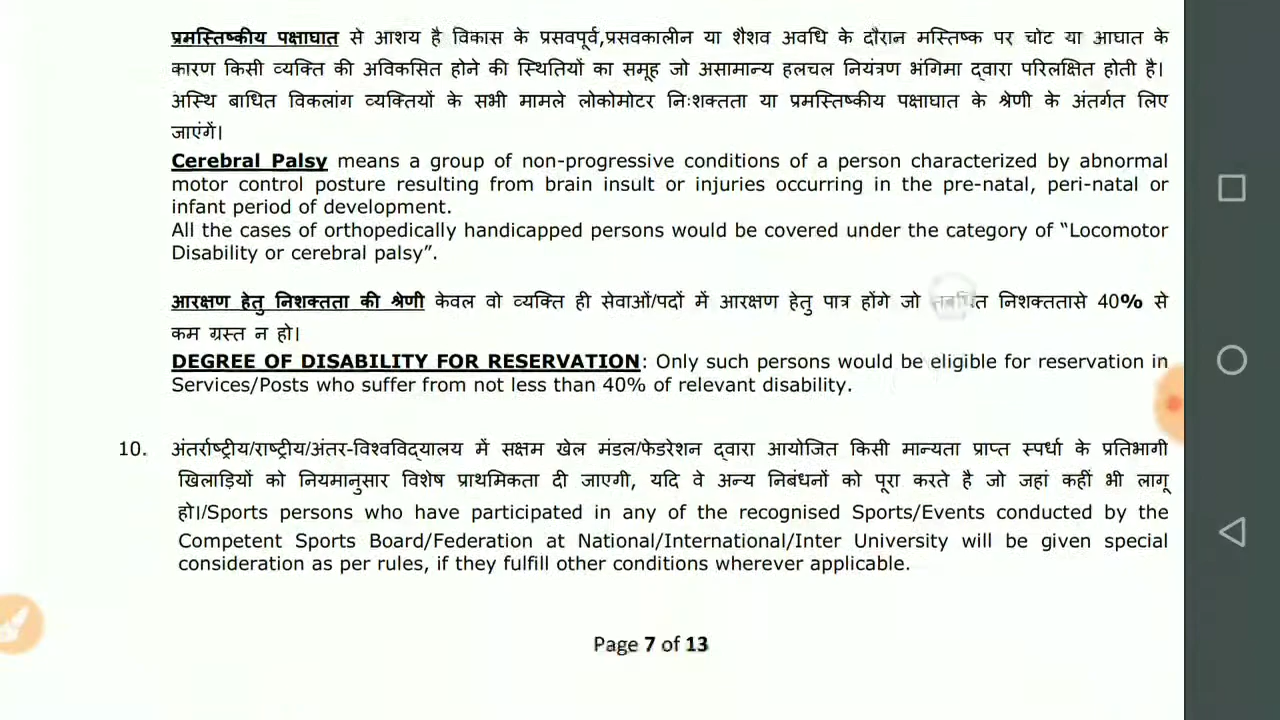 प्रमस्तिष्कीय पक्षाघात से आशय है विकास के प्रसवपूर्व,प्रसवकालीन या शैशव अवधि के दौरान मस्तिष्क पर चोट या आघात के
कारण किसी व्यक्ति की अविकसित होने की स्थितियों का समूह जो असामान्य हलचल नियंत्रण भंगिमा द्वारा परिलक्षित होती है।
अस्थि बाधित विकलांग व्यक्तियों के सभी मामले लोकोमोटर निःशक्तता या प्रमस्तिष्कीय पक्षाघात के श्रेणी के अंतर्गत लिए
जाएंगें।
Cerebral Palsy means a group of non-progressive conditions of a person characterized by abnormal
motor control posture resulting from brain insult or injuries occurring in the pre-natal, peri-natal or
infant period of development.
All the cases of orthopedically handicapped persons would be covered under the category of “Locomotor
Disability or cerebral palsy”.
आरक्षण हेतु निशक्तता की श्रेणी केवल वो व्यक्ति ही सेवाओं/पदों में आरक्षण हेतु पात्र होंगे जो निशक्ततासे 40% से
कम ग्रस्त न हो।
DEGREE OF DISABILITY FOR RESERVATION: Only such persons would be eligible for reservation in
Services/Posts who suffer from not less than 40% of relevant disability.
10. अंतर्राष्ट्रीय/राष्ट्रीय/अंतर-विश्वविद्यालय में सक्षम खेल मंडल/फेडरेशन द्वारा आयोजित किसी मान्यता प्राप्त स्पर्धा के प्रतिभागी
खिलाड़ियों को नियमानुसार विशेष प्राथमिकता दी जाएगी, यदि वे अन्य निबंधनों को पूरा करते है जो जहां कहीं भी लागू
हो।/Sports persons who have participated in any of the recognised Sports/Events conducted by the
Competent Sports Board/Federation at National/International/Inter University will be given special
consideration as per rules, if they fulfill other conditions wherever applicable.
Page 7 of 13